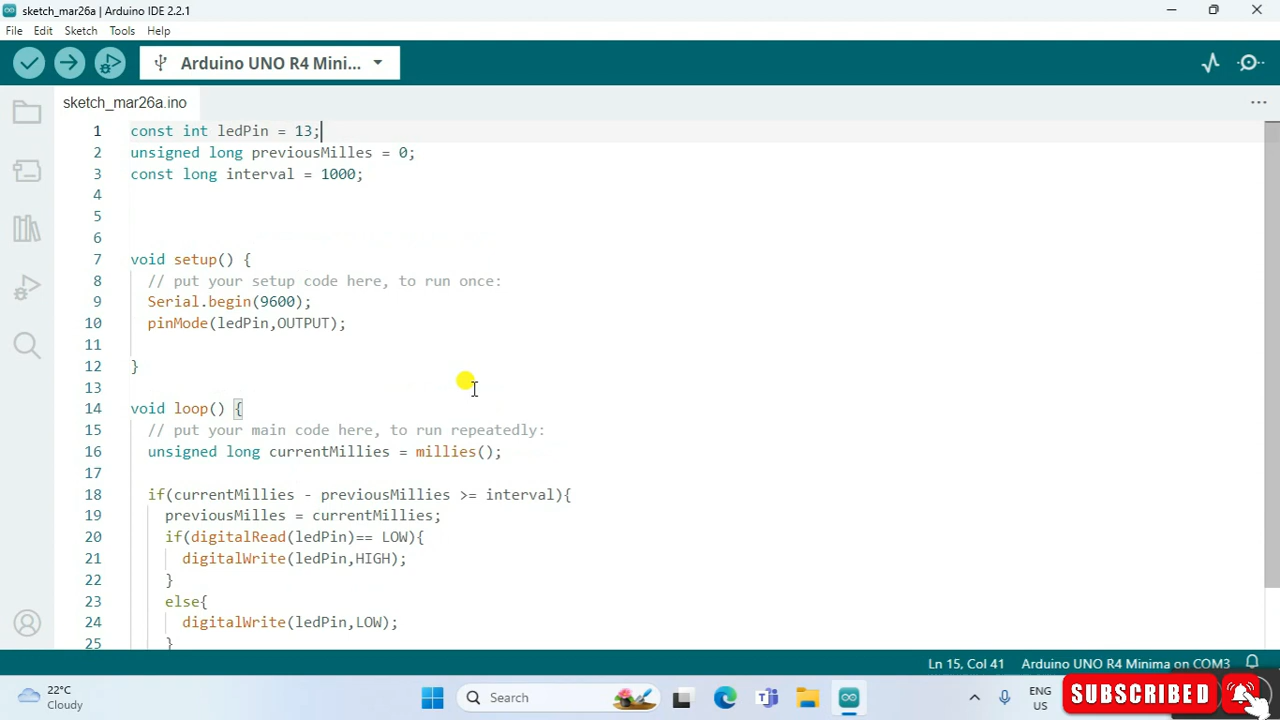 sketch_mar26a | Arduino IDE 2.2.1
File Edit Sketch Tools Help
Arduino UNO R4 Mini...
sketch_mar26a.ino
1 const int ledPin = 13;
2 unsigned long previousMilles = 0;
3 const long interval = 1000;
4
5
6
7 void setup() {
8 // put your setup code here, to run once:
9 Serial.begin(9600);
10 pinMode(ledPin,OUTPUT);
11
12 }
13
14 void loop() {
15 // put your main code here, to run repeatedly:
16 unsigned long currentMillies = millies();
17
18 if(currentMillies - previousMillies >= interval){
19 previousMilles = currentMillies;
20 if(digitalRead(ledPin)== LOW){
21 digitalWrite(ledPin,HIGH);
22 }
23 else{
24 digitalWrite(ledPin,LOW);
25 }
Ln 15, Col 41 Arduino UNO R4 Minima on COM3
22°C
Cloudy
Search
ENG
US
SUBSCRIBED